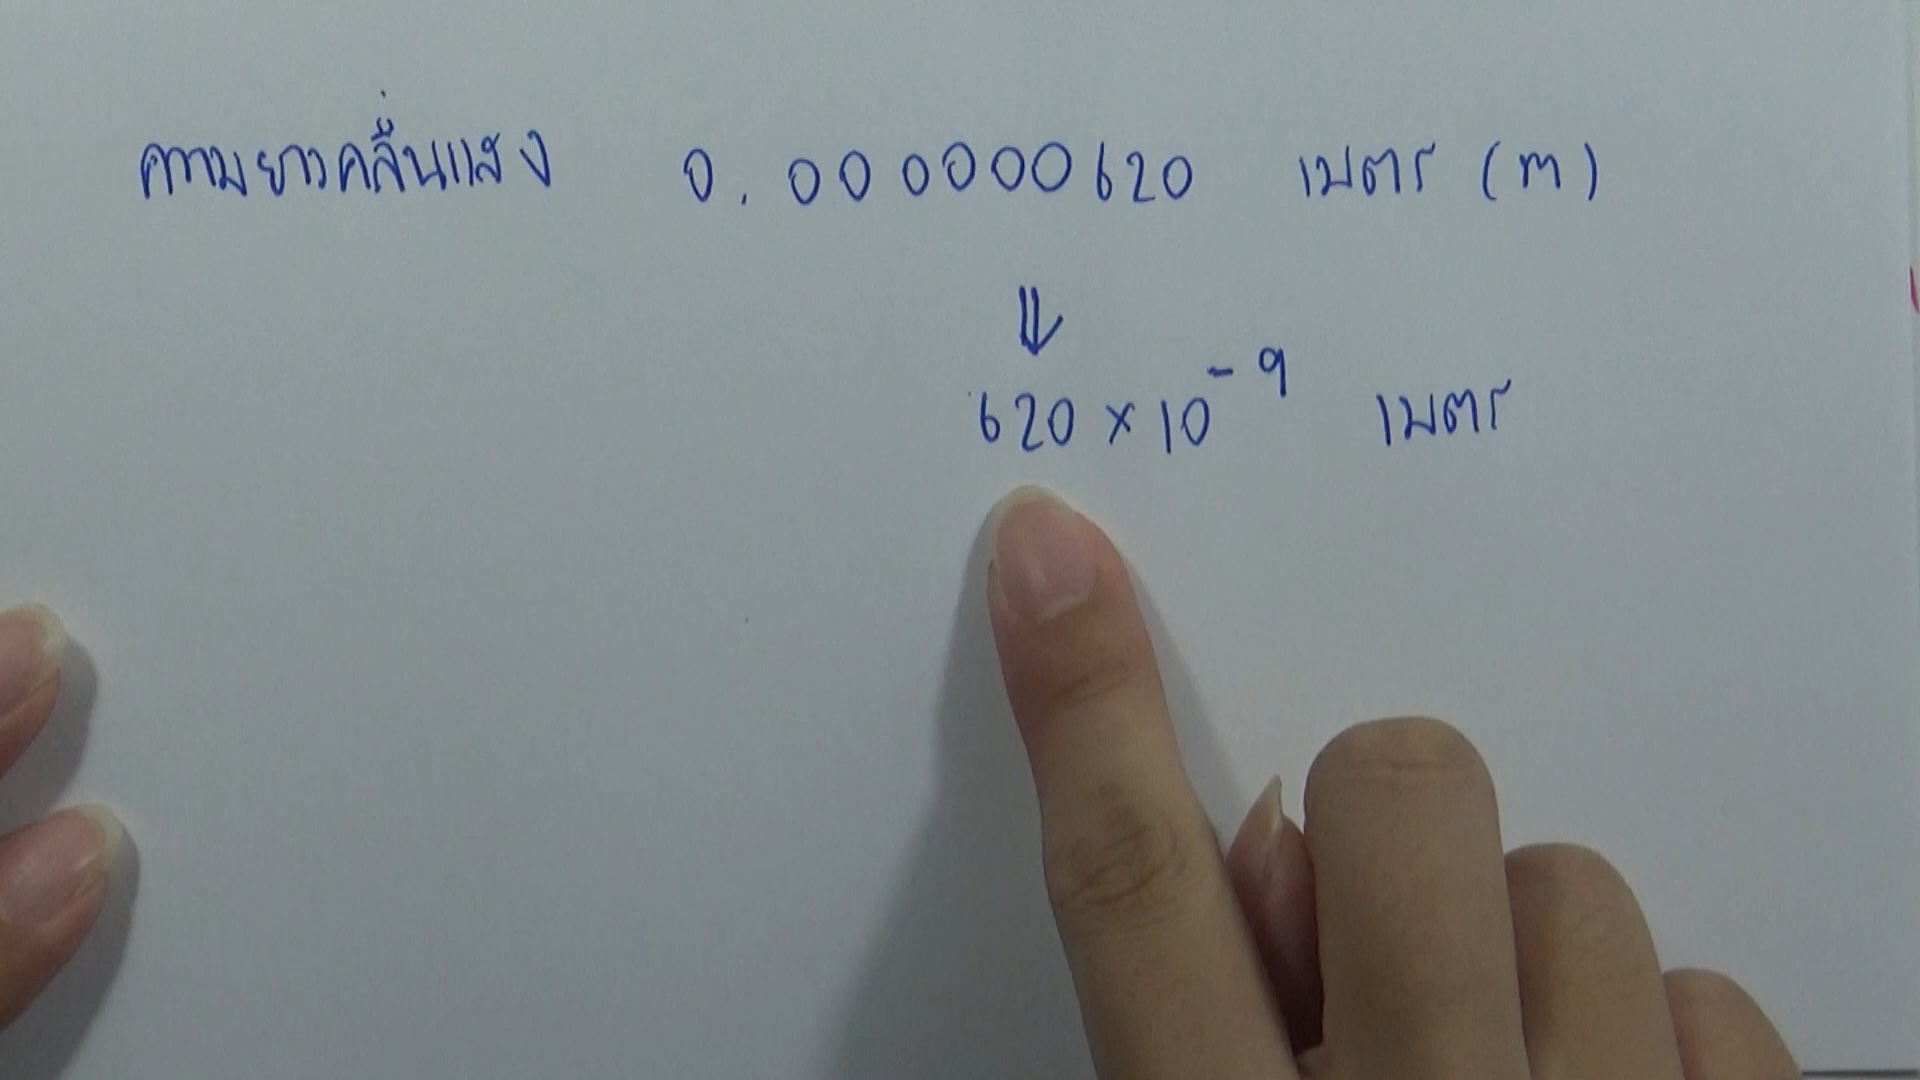 ความยาวคลื่นแสง 0.000000620 เมตร (m)
⇓
620 × 10⁻⁹ เมตร